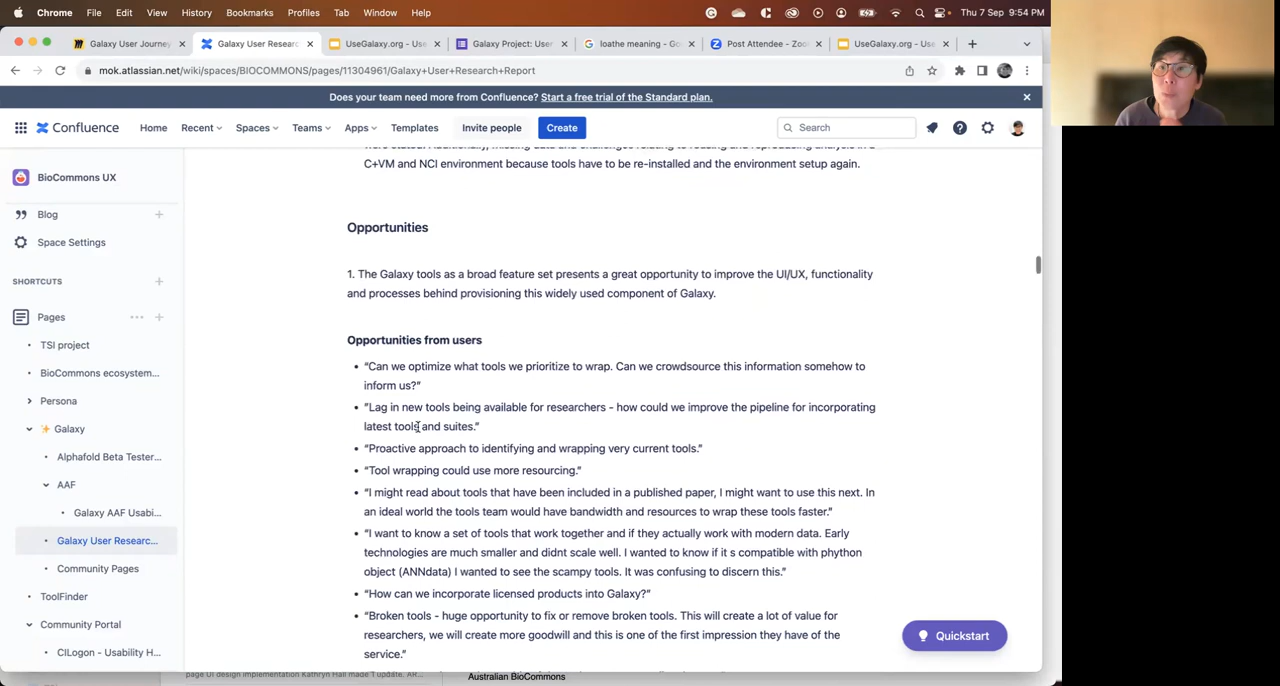 Chrome File Edit View History Bookmarks Profiles Tab Window Help Thu 7 Sep 9:54 PM
Galaxy User Journey Galaxy User Resear UseGalaxy.org - Us Galaxy Project: User loathe meaning - Go Post Attendee - Zoo UseGalaxy.org - Us
mok.atlassian.net/wiki/spaces/BIOCOMMONS/pages/11304961/Galaxy+User+Research+Report
Does your team need more from Confluence? Start a free trial of the Standard plan.
Confluence Home Recent Spaces Teams Apps Templates Invite people Create Search
BioCommons UX
Blog
Space Settings
SHORTCUTS
Pages
TSI project
BioCommons ecosystem...
Persona
Galaxy
Alphafold Beta Tester...
AAF
Galaxy AAF Usabi...
Galaxy User Researc...
Community Pages
ToolFinder
Community Portal
CILogon - Usability H...
C+VM and NCI environment because tools have to be re-installed and the environment setup again.
Opportunities
1. The Galaxy tools as a broad feature set presents a great opportunity to improve the UI/UX, functionality
and processes behind provisioning this widely used component of Galaxy.
Opportunities from users
• “Can we optimize what tools we prioritize to wrap. Can we crowdsource this information somehow to
inform us?”
• “Lag in new tools being available for researchers - how could we improve the pipeline for incorporating
latest tools and suites.”
• “Proactive approach to identifying and wrapping very current tools.”
• “Tool wrapping could use more resourcing.”
• “I might read about tools that have been included in a published paper, I might want to use this next. In
an ideal world the tools team would have bandwidth and resources to wrap these tools faster.”
• “I want to know a set of tools that work together and if they actually work with modern data. Early
technologies are much smaller and didnt scale well. I wanted to know if it s compatible with phython
object (ANNdata) I wanted to see the scampy tools. It was confusing to discern this.”
• “How can we incorporate licensed products into Galaxy?”
• “Broken tools - huge opportunity to fix or remove broken tools. This will create a lot of value for
researchers, we will create more goodwill and this is one of the first impression they have of the
service.”
Quickstart
page UI design implementation Kathryn Hall made 1 update. AR...
Australian BioCommons